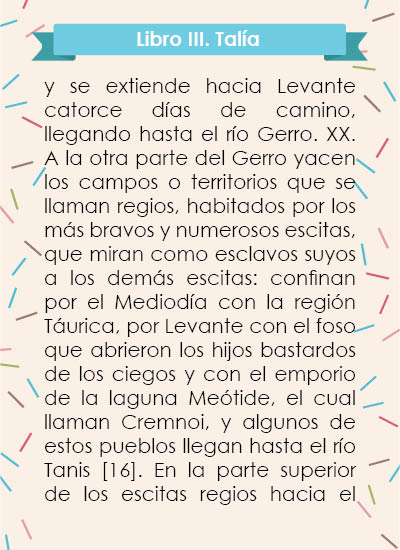 Libro III. Talía
y se extiende hacia Levante
catorce días de camino,
llegando hasta el río Gerro. XX.
A la otra parte del Gerro yacen
los campos o territorios que se
llaman regios, habitados por los
más bravos y numerosos escitas,
que miran como esclavos suyos
a los demás escitas: confinan
por el Mediodía con la región
Táurica, por Levante con el foso
que abrieron los hijos bastardos
de los ciegos y con el emporio
de la laguna Meótide, el cual
llaman Cremnoi, y algunos de
estos pueblos llegan hasta el río
Tanis [16]. En la parte superior
de los escitas regios hacia el